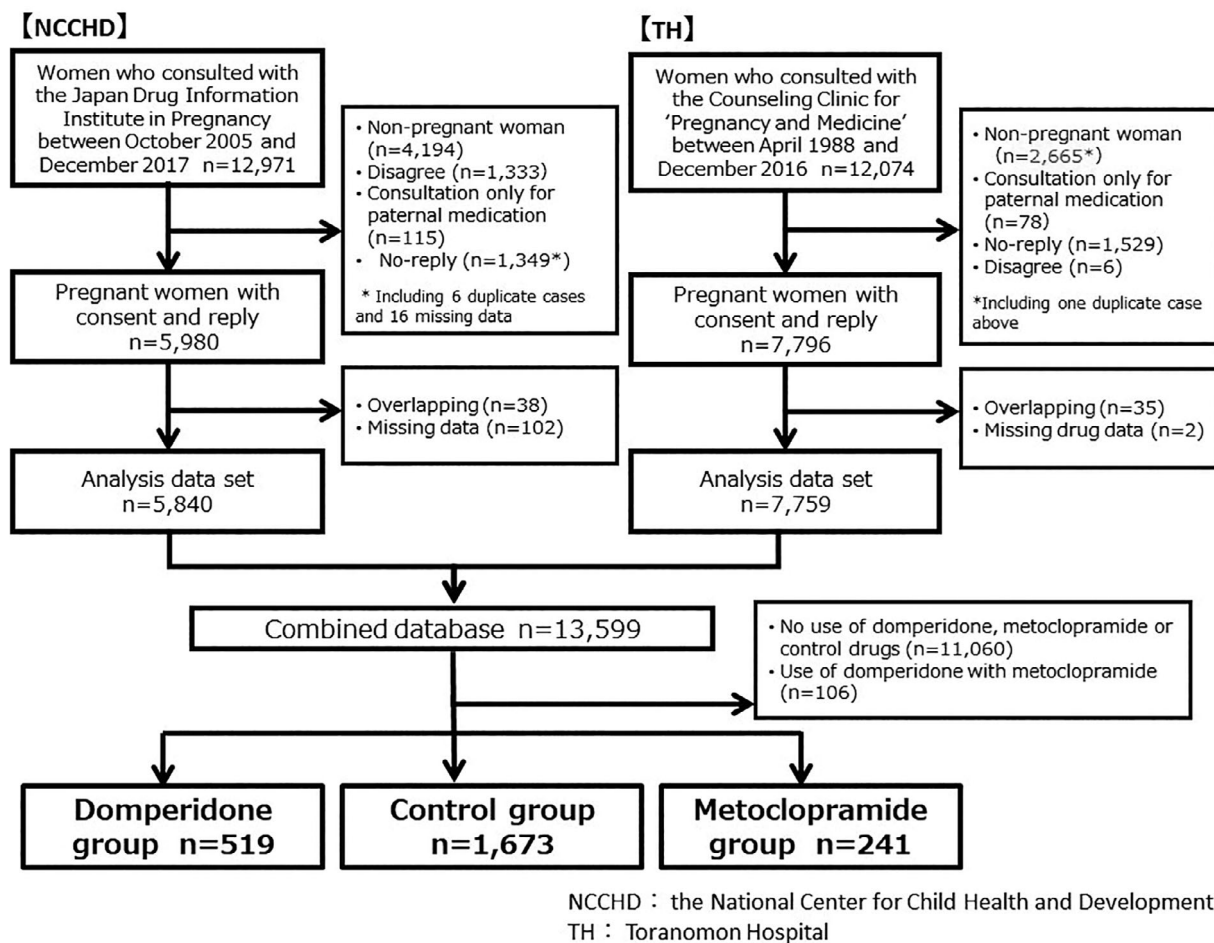 【NCCHD】
Women who consulted with
the Japan Drug Information
Institute in Pregnancy
between October 2005 and
December 2017 n=12,971
• Non-pregnant woman
(n=4,194)
• Disagree (n=1,333)
• Consultation only for
paternal medication
(n=115)
• No-reply (n=1,349*)
* Including 6 duplicate cases
and 16 missing data
Pregnant women with
consent and reply
n=5,980
• Overlapping (n=38)
• Missing data (n=102)
Analysis data set
n=5,840
【TH】
Women who consulted with
the Counseling Clinic for
‘Pregnancy and Medicine’
between April 1988 and
December 2016 n=12,074
• Non-pregnant woman
(n=2,665*)
• Consultation only for
paternal medication
(n=78)
• No-reply (n=1,529)
• Disagree (n=6)
*Including one duplicate case
above
Pregnant women with
consent and reply
n=7,796
• Overlapping (n=35)
• Missing drug data (n=2)
Analysis data set
n=7,759
Combined database n=13,599
• No use of domperidone, metoclopramide or
control drugs (n=11,060)
• Use of domperidone with metoclopramide
(n=106)
Domperidone
group n=519
Control group
n=1,673
Metoclopramide
group n=241
NCCHD : the National Center for Child Health and Development
TH : Toranomon Hospital